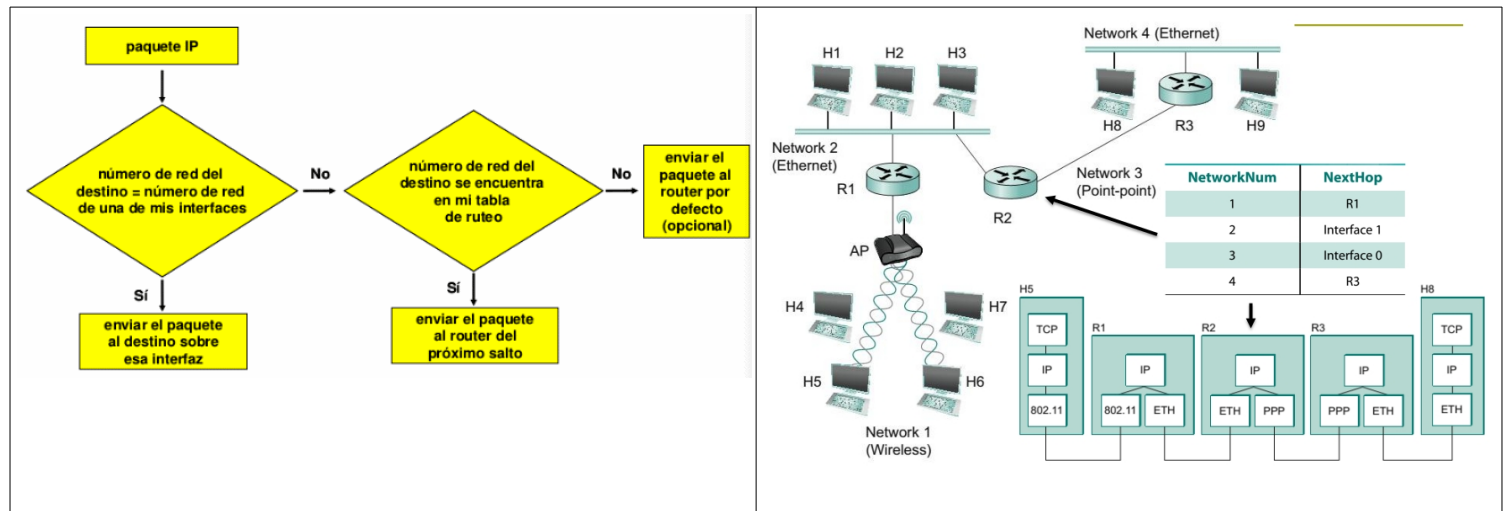 paquete IP
número de red del
destino = número de red
de una de mis interfaces
No
número de red del
destino se encuentra
en mi tabla
de ruteo
No
enviar el
paquete al
router por
defecto
(opcional)
Sí
enviar el paquete
al destino sobre
esa interfaz
Sí
enviar el paquete
al router del
próximo salto
Network 4 (Ethernet)
H1
H2
H3
H8
R3
H9
Network 2
(Ethernet)
R1
R2
Network 3
(Point-point)
NetworkNum NextHop
1 R1
2 Interface 1
3 Interface 0
4 R3
AP
H4
H7
H5
H6
Network 1
(Wireless)
H5
TCP
IP
802.11
R1
IP
802.11 ETH
R2
IP
ETH PPP
R3
IP
PPP ETH
H8
TCP
IP
ETH